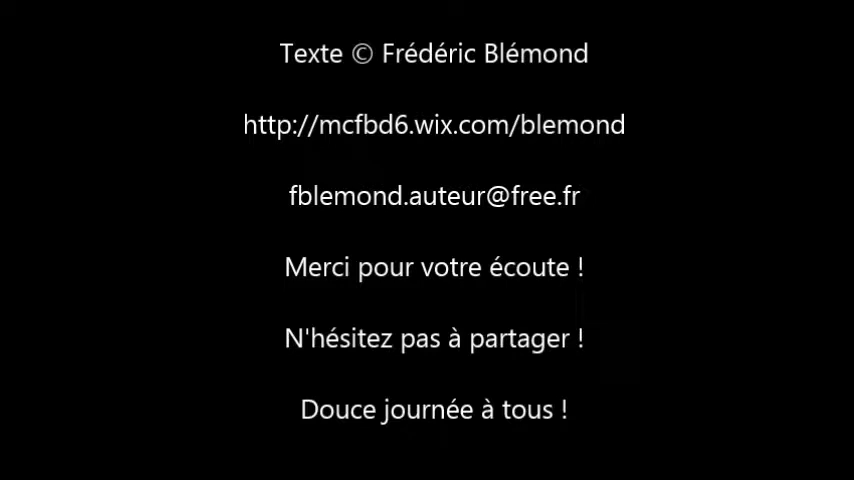 Texte © Frédéric Blémond
http://mcfbd6.wix.com/blemond
fblemond.auteur@free.fr
Merci pour votre écoute !
N'hésitez pas à partager !
Douce journée à tous !